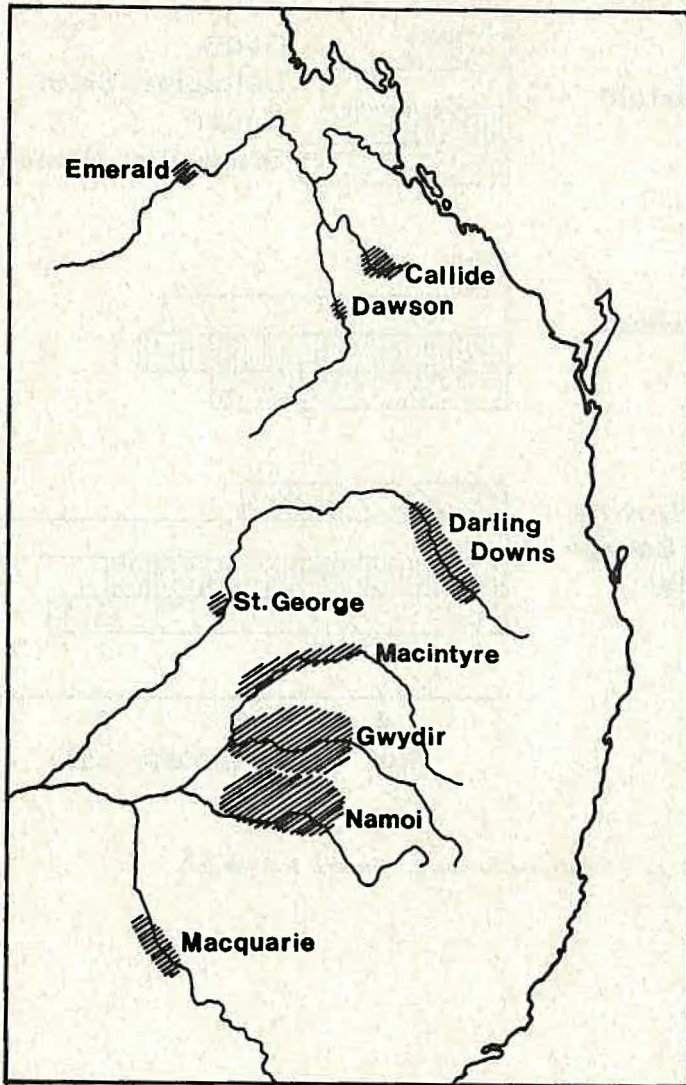 Emerald
Callide
Dawson
Darling
Downs
St.George
Macintyre
Gwydir
Namoi
Macquarie